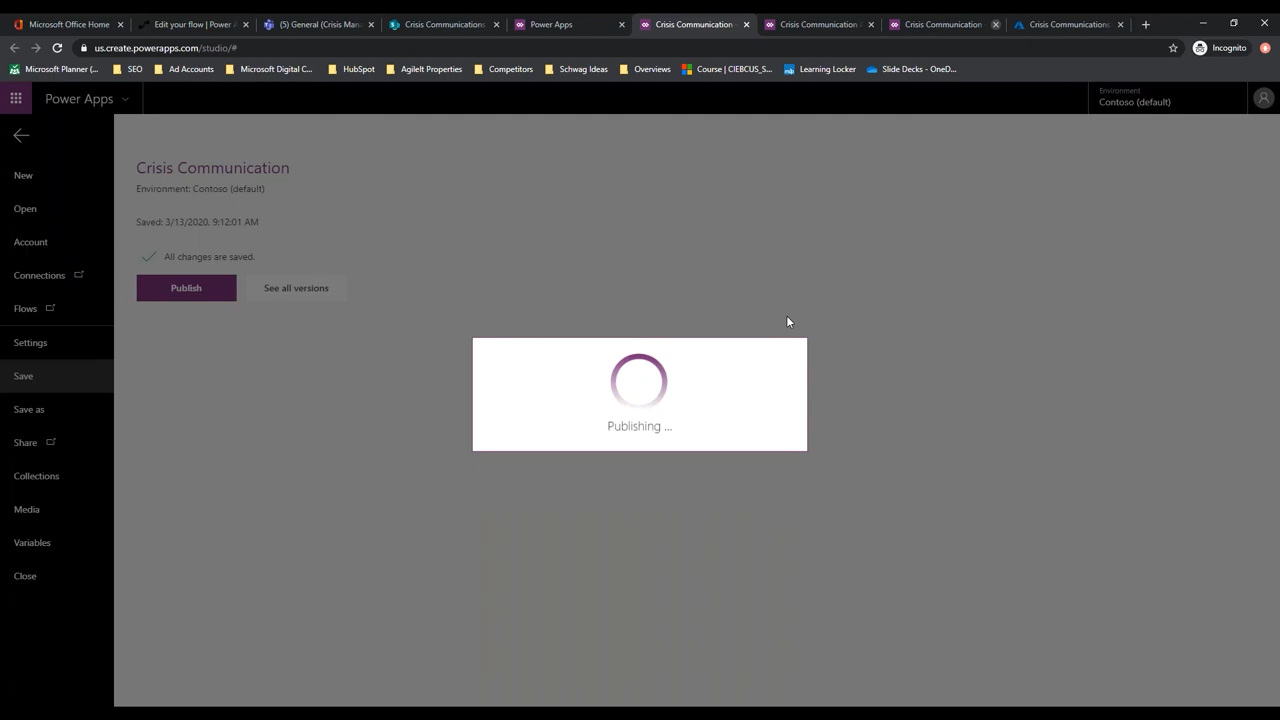 Microsoft Office Home
Edit your flow | Power A
(5) General (Crisis Mana
Crisis Communications
Power Apps
Crisis Communication
Crisis Communication A
Crisis Communication
Crisis Communications
us.create.powerapps.com/studio/#
Incognito
Microsoft Planner (...
SEO
Ad Accounts
Microsoft Digital C...
HubSpot
AgileIt Properties
Competitors
Schwag Ideas
Overviews
Course | CIEBCUS_S...
Learning Locker
Slide Decks - OneD...
Power Apps
Environment
Contoso (default)
New
Open
Account
Connections
Flows
Settings
Save
Save as
Share
Collections
Media
Variables
Close
Crisis Communication
Environment: Contoso (default)
Saved: 3/13/2020, 9:12:01 AM
All changes are saved.
Publish
See all versions
Publishing ...